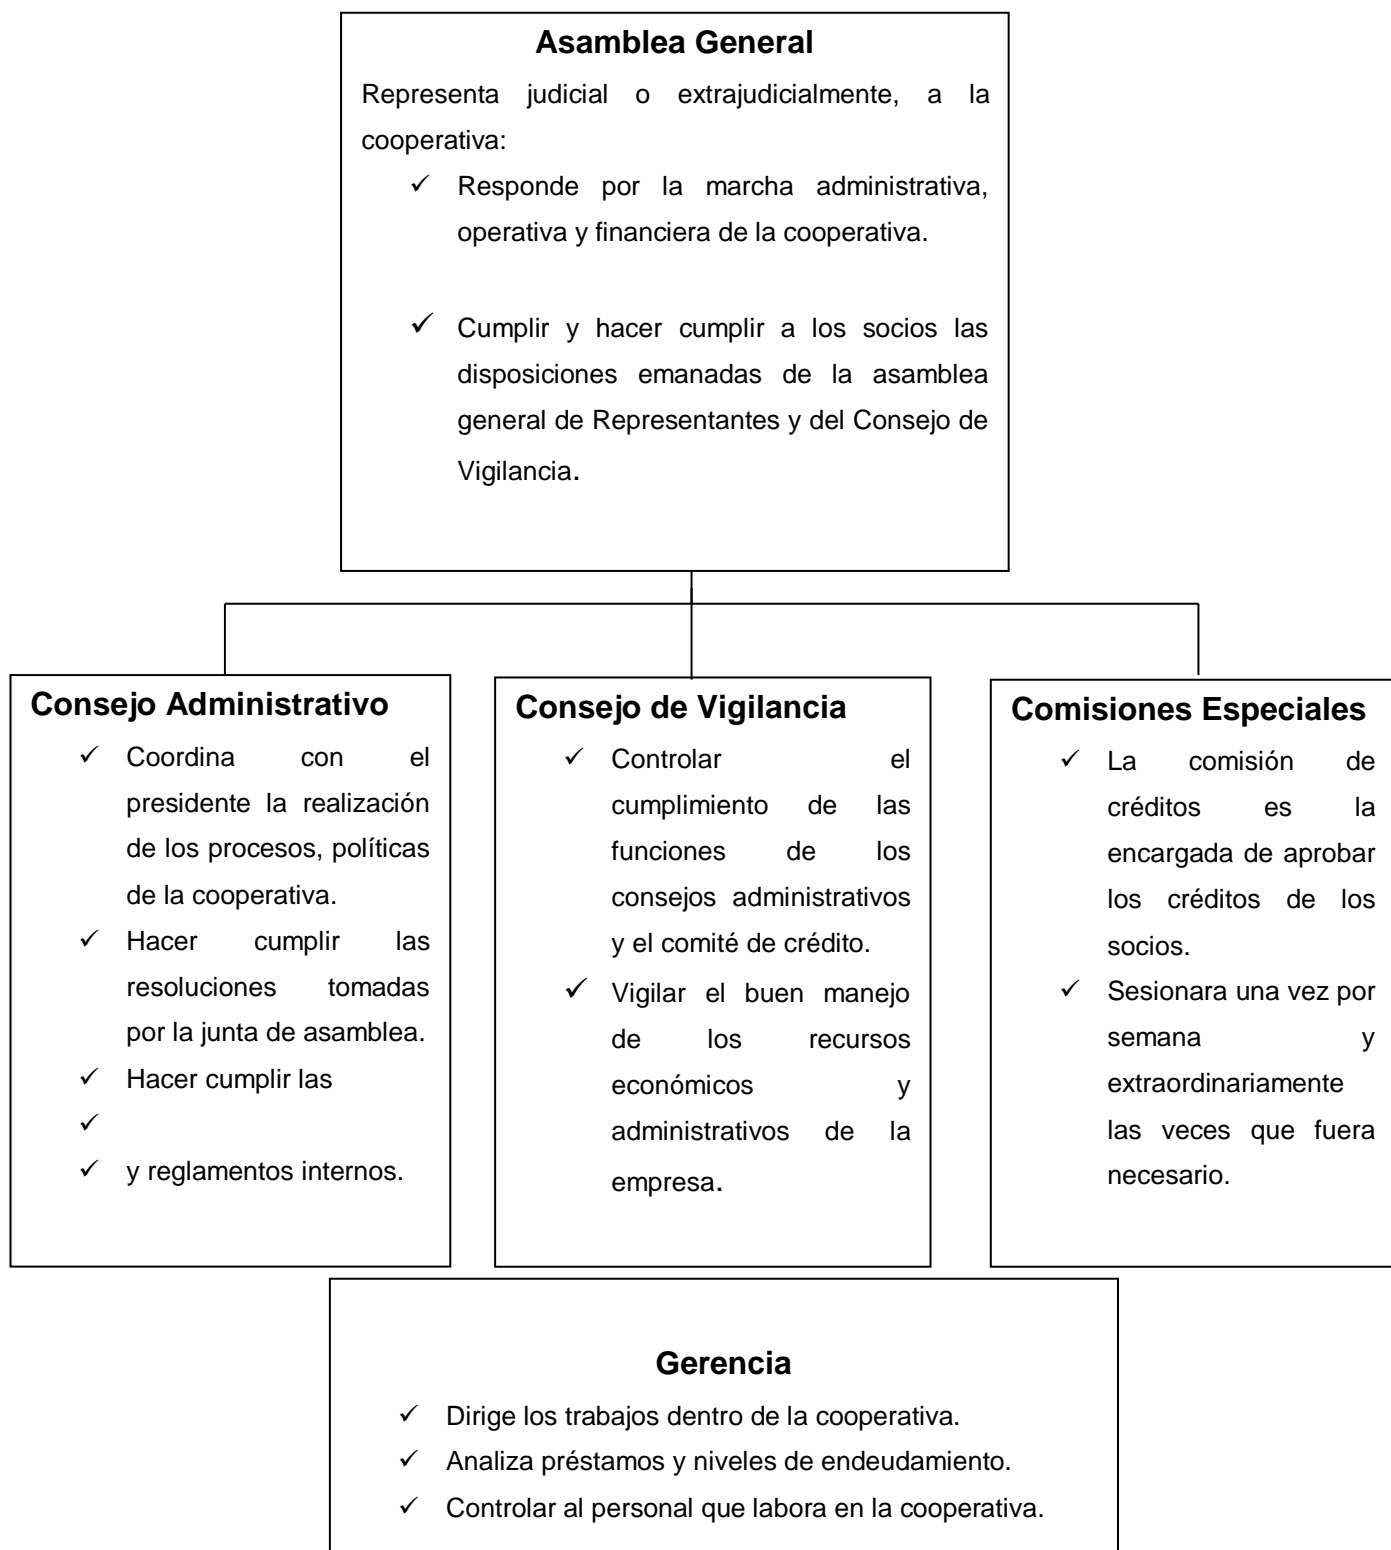 Asamblea General
Representa judicial o extrajudicialmente, a la
cooperativa:
✓ Responde por la marcha administrativa,
operativa y financiera de la cooperativa.
✓ Cumplir y hacer cumplir a los socios las
disposiciones emanadas de la asamblea
general de Representantes y del Consejo de
Vigilancia.
Consejo Administrativo
✓ Coordina con el
presidente la realización
de los procesos, políticas
de la cooperativa.
✓ Hacer cumplir las
resoluciones tomadas
por la junta de asamblea.
✓ Hacer cumplir las
✓
✓ y reglamentos internos.
Consejo de Vigilancia
✓ Controlar el
cumplimiento de las
funciones de los
consejos administrativos
y el comité de crédito.
✓ Vigilar el buen manejo
de los recursos
económicos y
administrativos de la
empresa.
Comisiones Especiales
✓ La comisión de
créditos es la
encargada de aprobar
los créditos de los
socios.
✓ Sesionara una vez por
semana y
extraordinariamente
las veces que fuera
necesario.
Gerencia
✓ Dirige los trabajos dentro de la cooperativa.
✓ Analiza préstamos y niveles de endeudamiento.
✓ Controlar al personal que labora en la cooperativa.